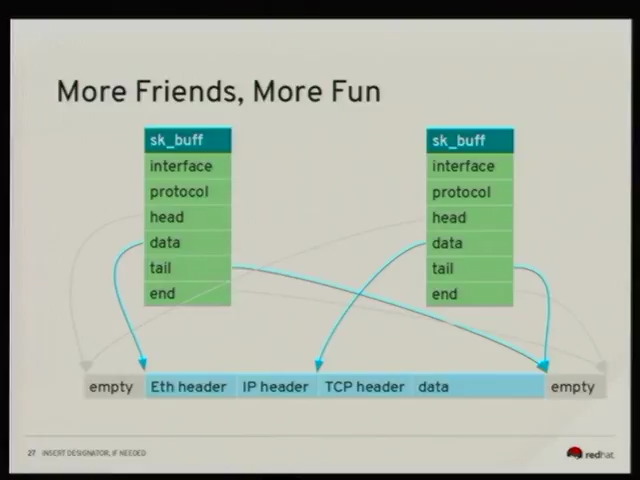 More Friends, More Fun
sk_buff
interface
protocol
head
data
tail
end
sk_buff
interface
protocol
head
data
tail
end
empty
Eth header
IP header
TCP header
data
empty
27 INSERT DESIGNATOR, IF NEEDED
redhat